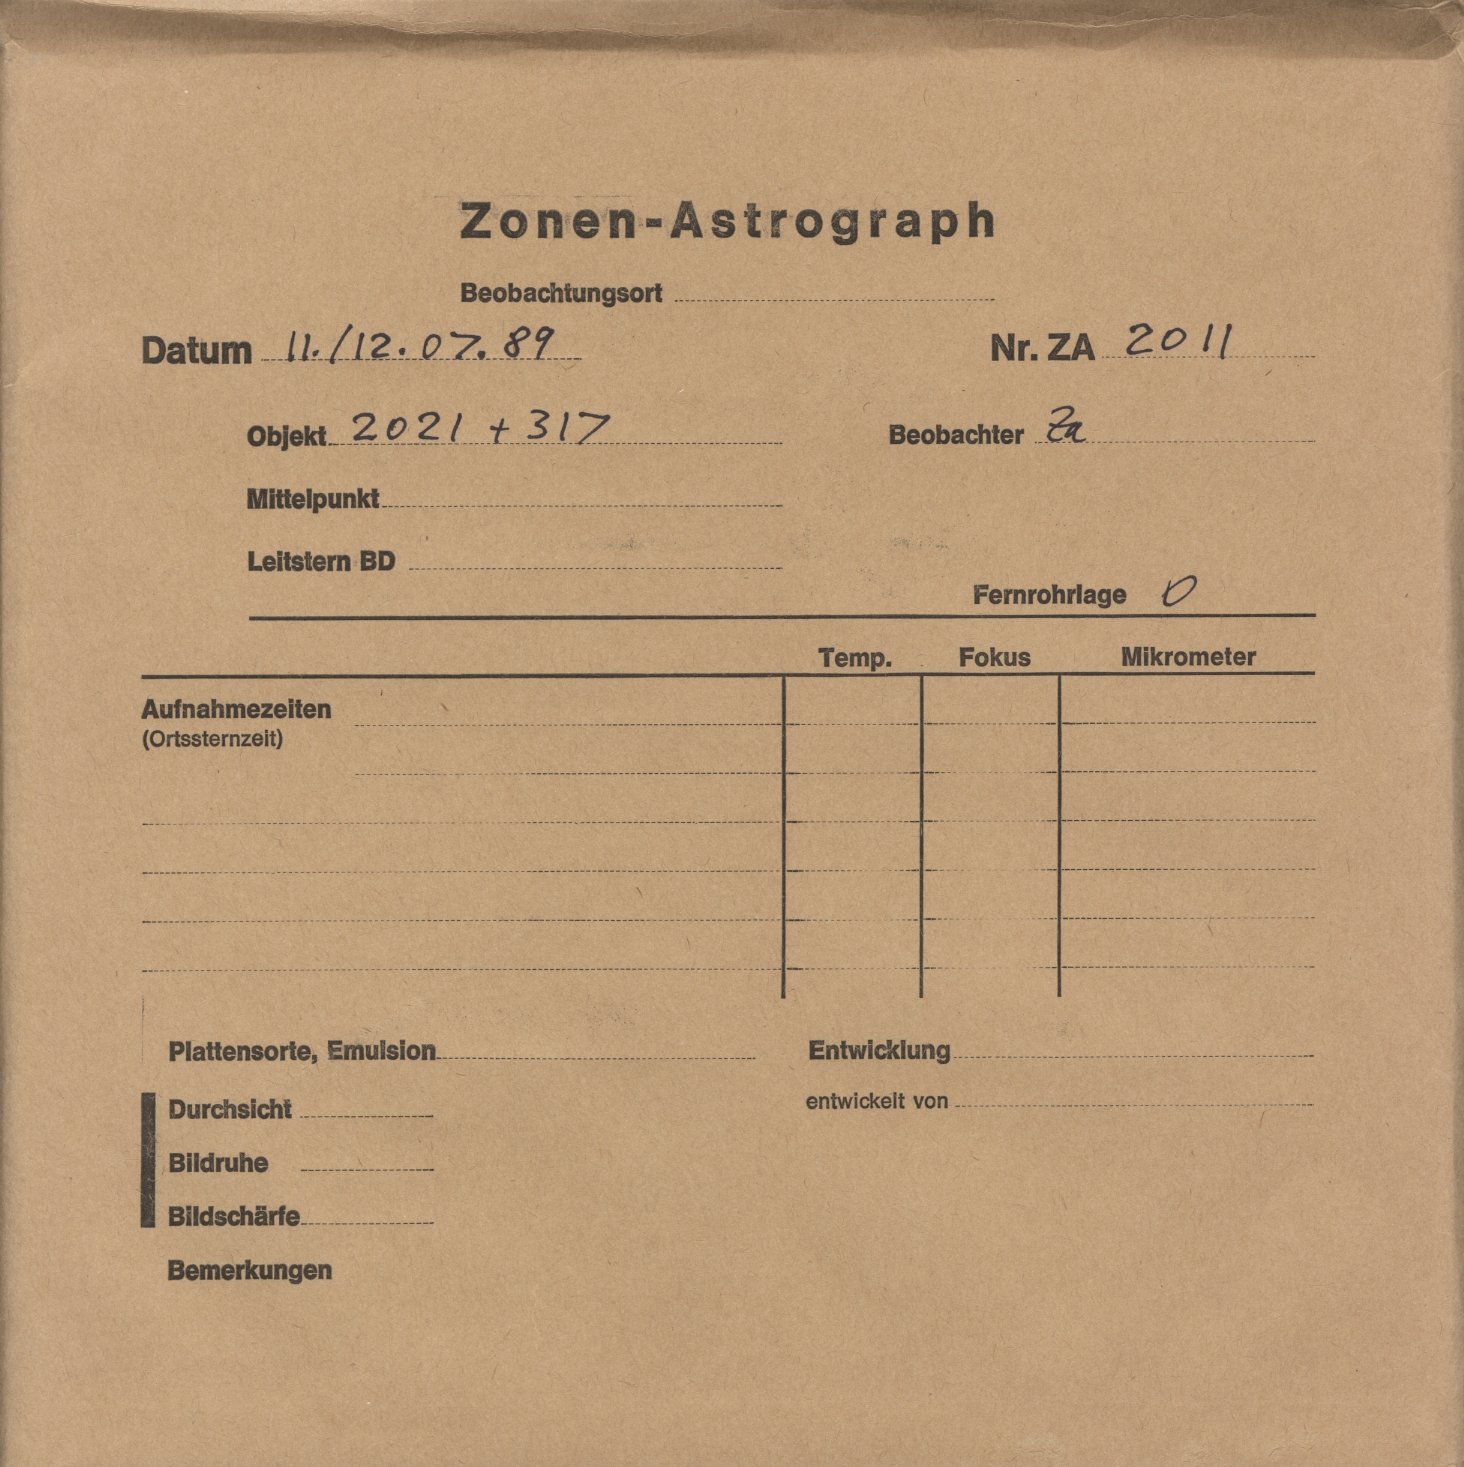 Zonen-Astrograph
Beobachtungsort
Datum 11./12.07.89 Nr. ZA 2011
Objekt 2021 + 317 Beobachter Za
Mittelpunkt
Leitstern BD
Fernrohrlage O
Temp. Fokus Mikrometer
Aufnahmezeiten
(Ortssternzeit)
Plattensorte, Emulsion Entwicklung
Durchsicht entwickelt von
Bildruhe
Bildschärfe
Bemerkungen